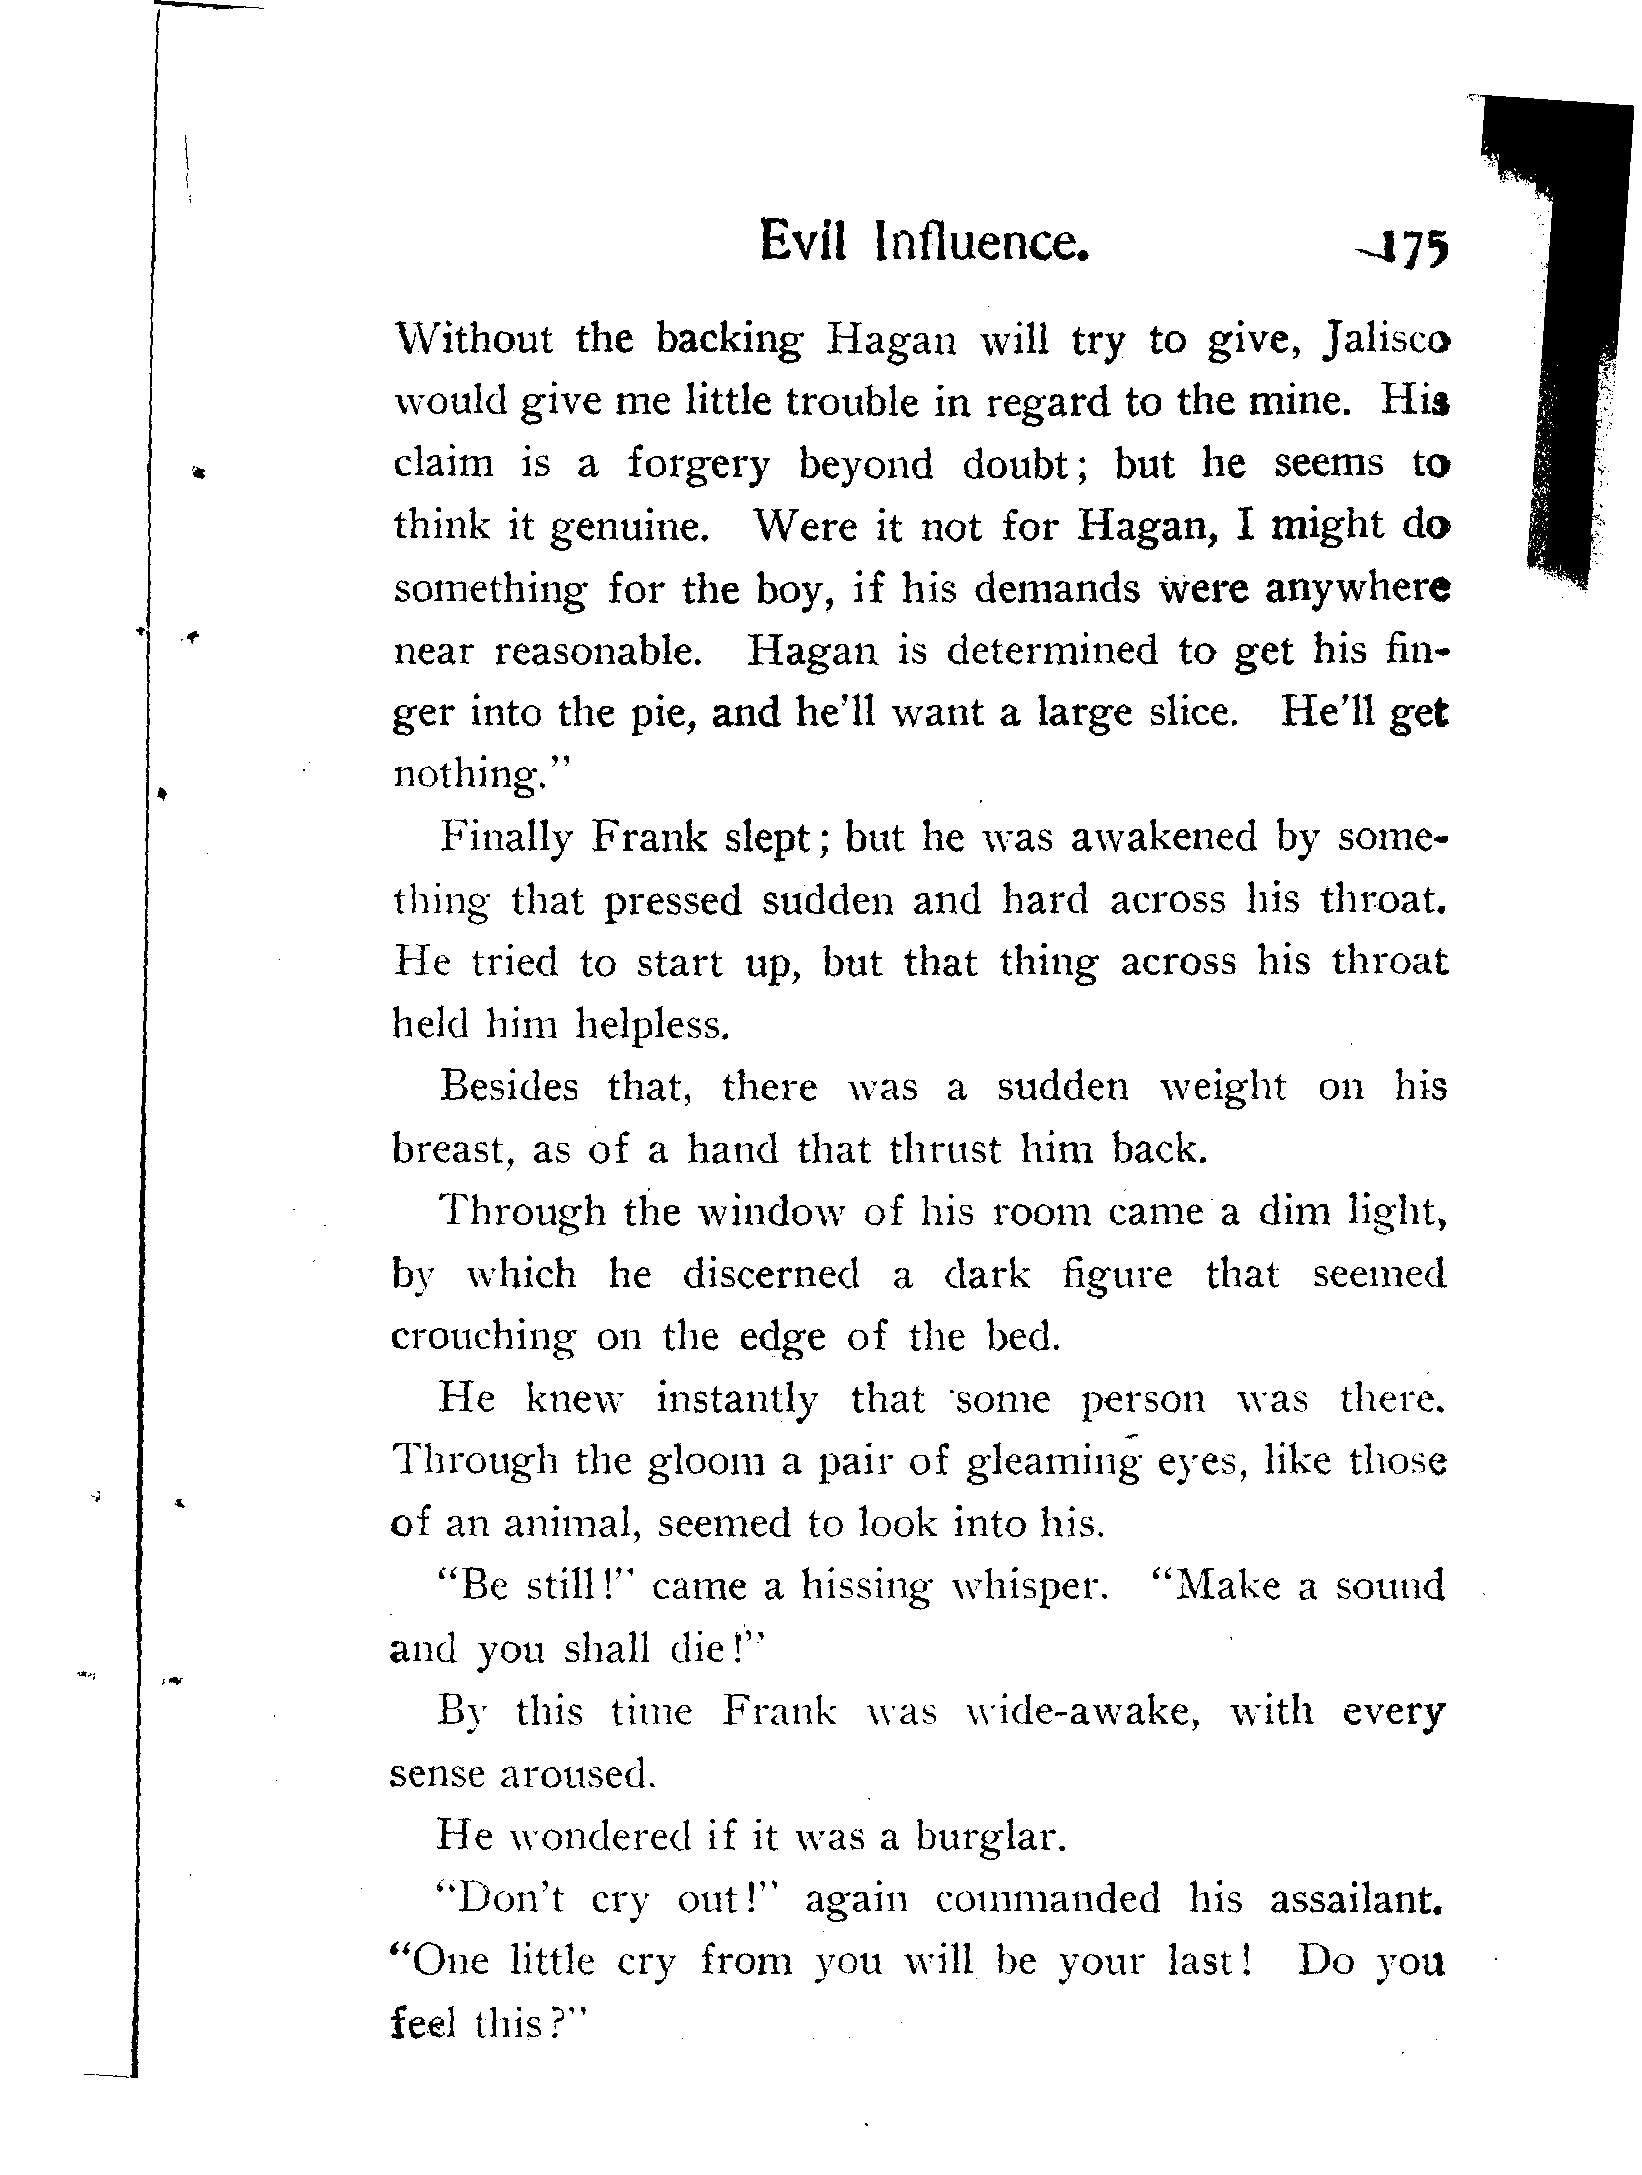 Evil Influence. 175
Without the backing Hagan will try to give, Jalisco
would give me little trouble in regard to the mine. His
claim is a forgery beyond doubt; but he seems to
think it genuine. Were it not for Hagan, I might do
something for the boy, if his demands were anywhere
near reasonable. Hagan is determined to get his fin-
ger into the pie, and he'll want a large slice. He'll get
nothing."
Finally Frank slept; but he was awakened by some-
thing that pressed sudden and hard across his throat.
He tried to start up, but that thing across his throat
held him helpless.
Besides that, there was a sudden weight on his
breast, as of a hand that thrust him back.
Through the window of his room came a dim light,
by which he discerned a dark figure that seemed
crouching on the edge of the bed.
He knew instantly that some person was there.
Through the gloom a pair of gleaming eyes, like those
of an animal, seemed to look into his.
"Be still!" came a hissing whisper. "Make a sound
and you shall die!"
By this time Frank was wide-awake, with every
sense aroused.
He wondered if it was a burglar.
"Don't cry out!" again commanded his assailant.
"One little cry from you will be your last! Do you
feel this?"